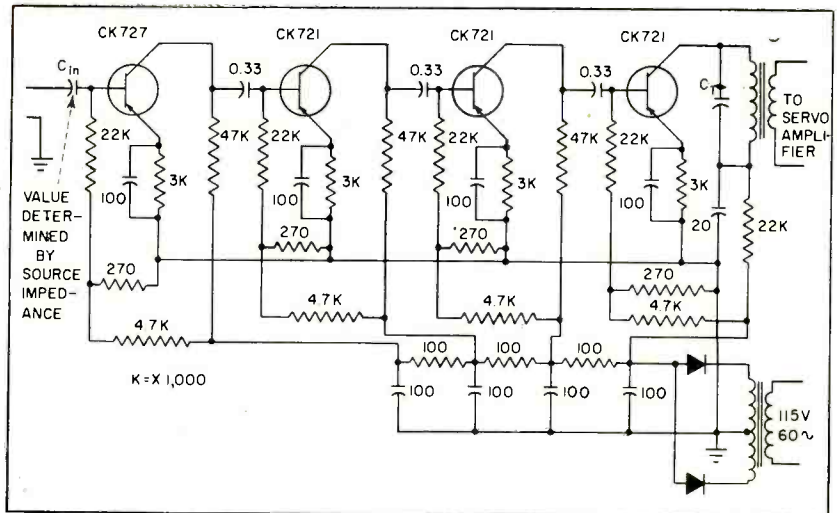 CK727
CK721
CK721
CK721
C in
0.33
0.33
0.33
C T
22K
47K
22K
47K
22K
47K
22K
TO
SERVO
AMPLI-
FIER
VALUE
DETER-
MINED
BY
SOURCE
IMPED-
ANCE
100
3K
100
3K
100
3K
100
3K
20
22K
270
270
270
270
4.7K
4.7K
4.7K
4.7K
100
100
100
K = X 1,000
100
100
100
100
115V
60~